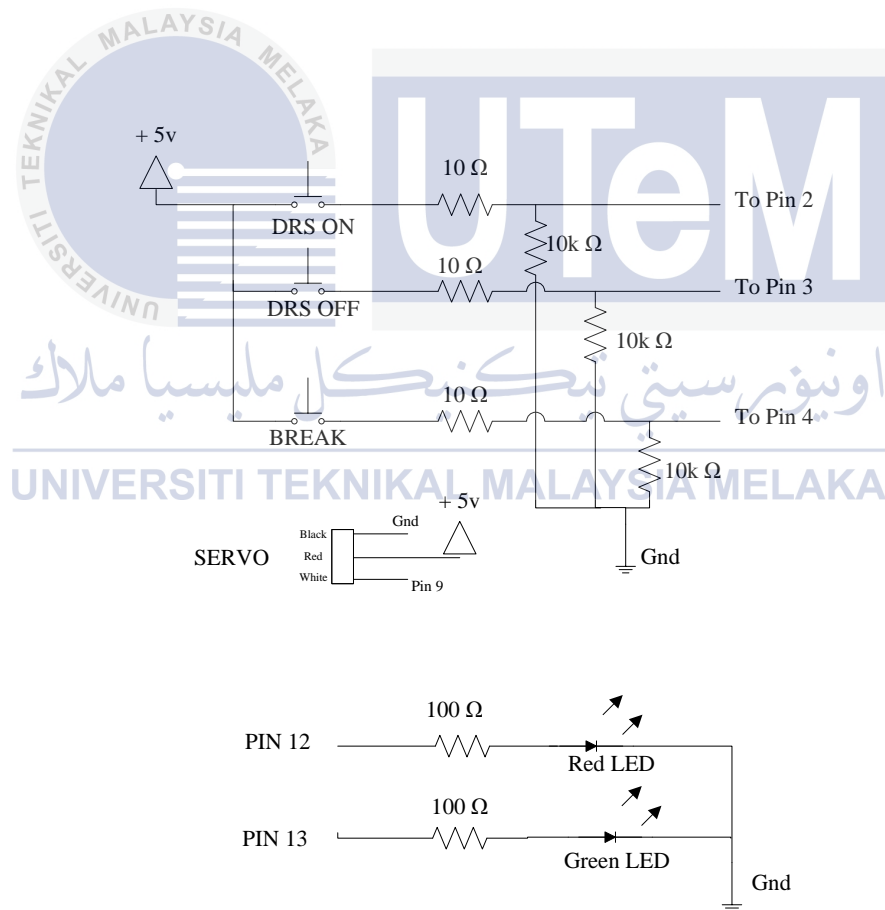 UNIVERSITI TEKNIKAL MALAYSIA MELAKA
UTeM
+ 5v
10 Ω
To Pin 2
DRS ON
10k Ω
10 Ω
To Pin 3
DRS OFF
10k Ω
اونيۏرسيتي تيكنيكل مليسيا ملاك
10 Ω
To Pin 4
BREAK
10k Ω
UNIVERSITI TEKNIKAL MALAYSIA MELAKA
+ 5v
Gnd
Black
SERVO
Red
Gnd
White
Pin 9
100 Ω
PIN 12
Red LED
100 Ω
PIN 13
Green LED
Gnd